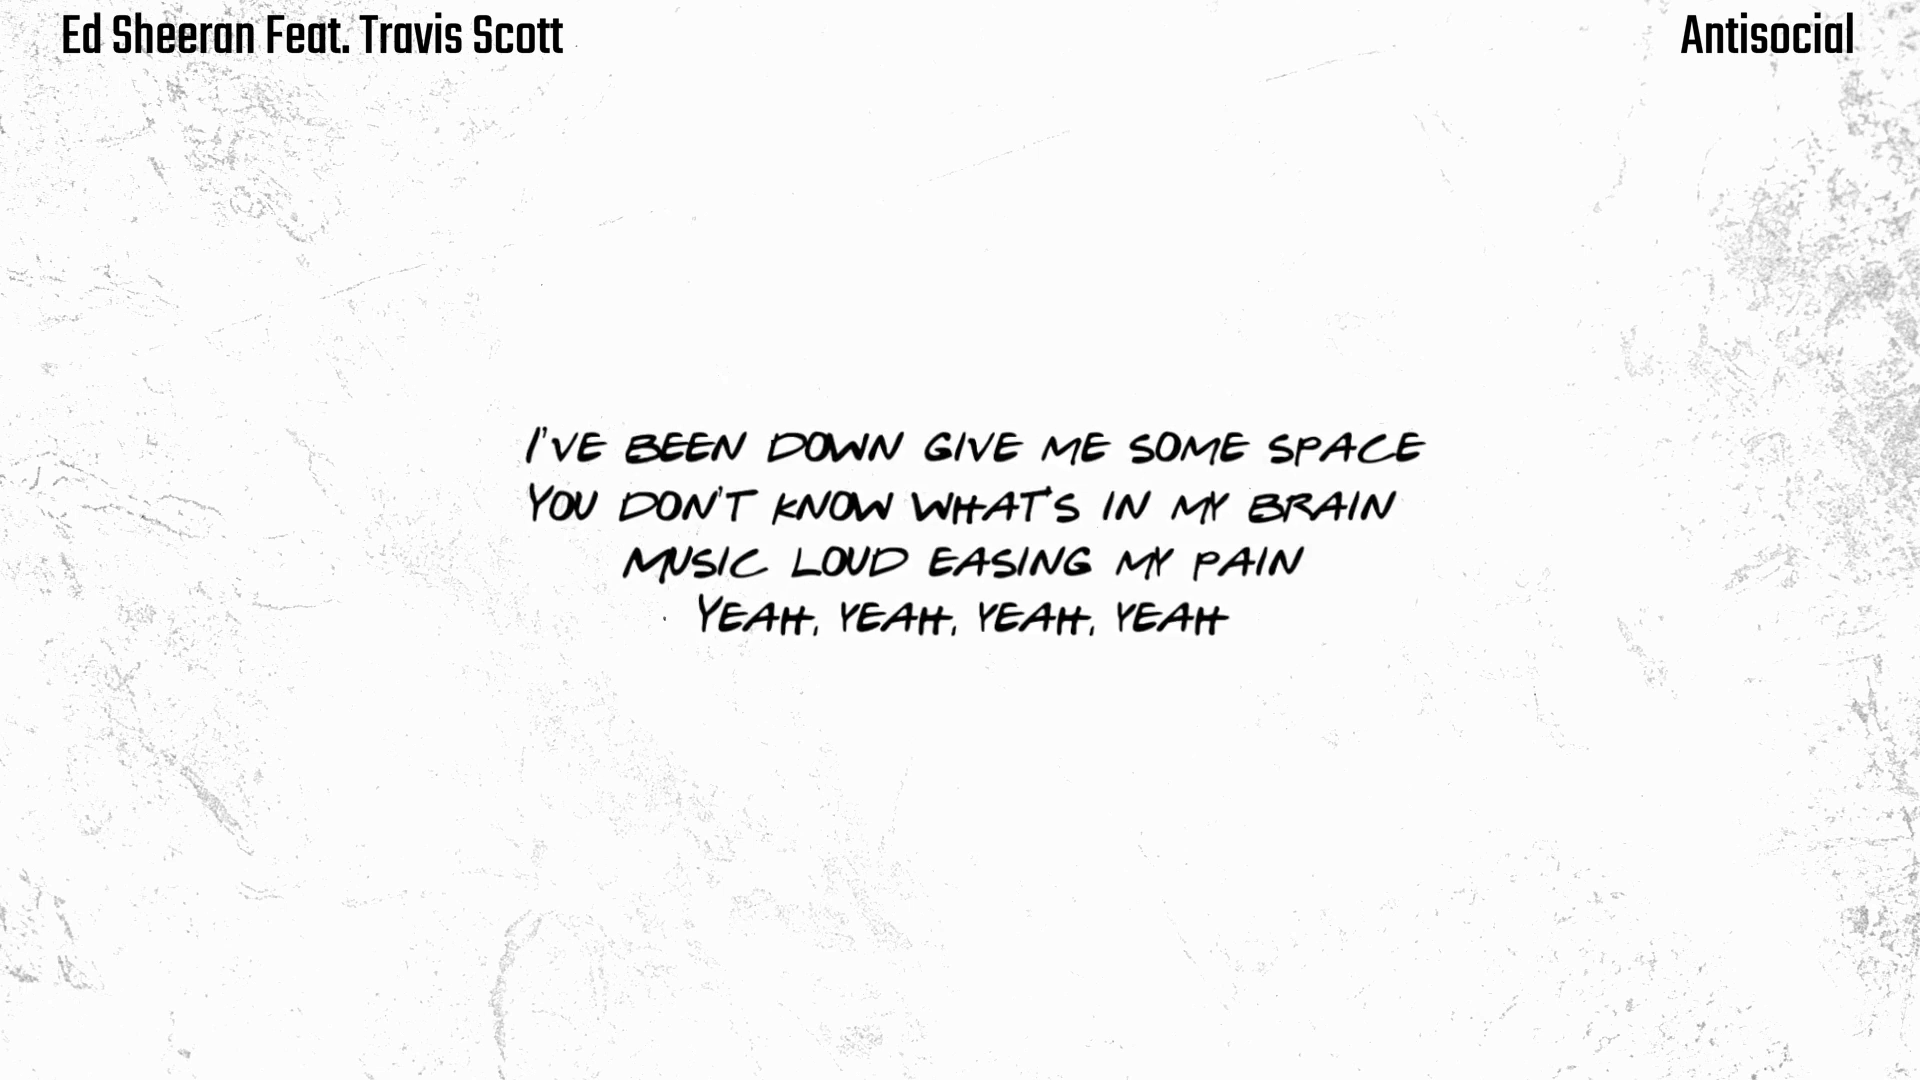 Ed Sheeran Feat. Travis Scott
Antisocial
I'VE BEEN DOWN GIVE ME SOME SPACE
YOU DON'T KNOW WHAT'S IN MY BRAIN
MUSIC LOUD EASING MY PAIN
YEAH, YEAH, YEAH, YEAH